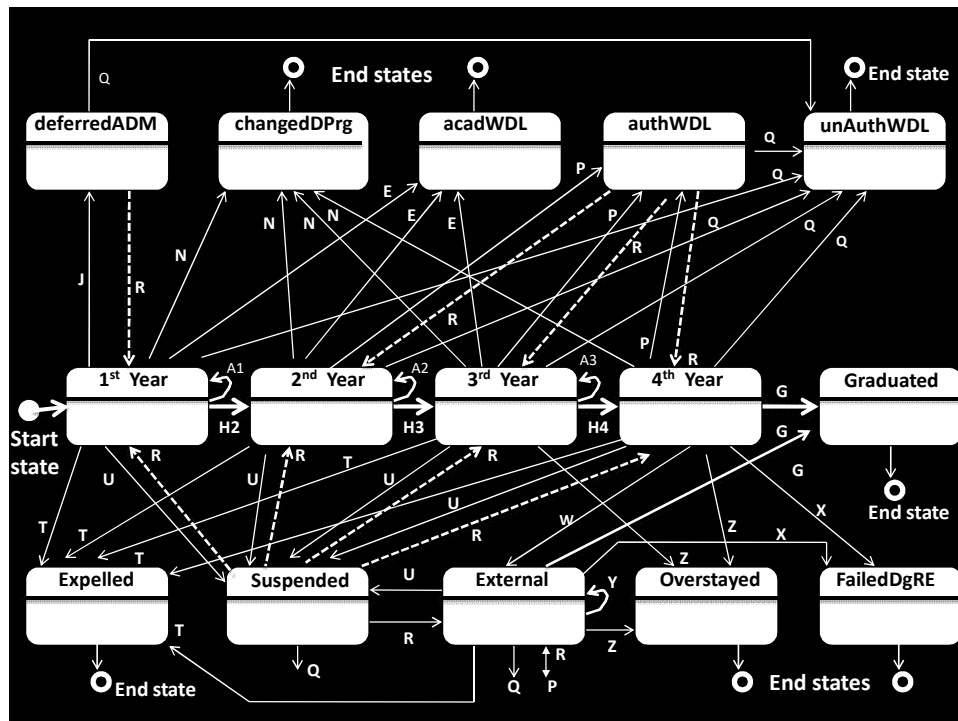 Q
End states
End state
deferredADM
changedDPrg
acadWDL
authWDL
unAuthWDL
Q
P
Q
E
E
E
P
Q
N
N
N
N
R
Q
Q
J
R
R
P
R
1st Year
A1
2nd Year
A2
3rd Year
A3
4th Year
Graduated
G
Start state
H2
H3
H4
G
R
R
T
R
U
U
U
U
G
End state
T
T
T
R
W
Z
X
X
T
Z
Expelled
Suspended
U
External
Y
Overstayed
FailedDgRE
T
R
R
Z
End state
Q
Q
P
End states